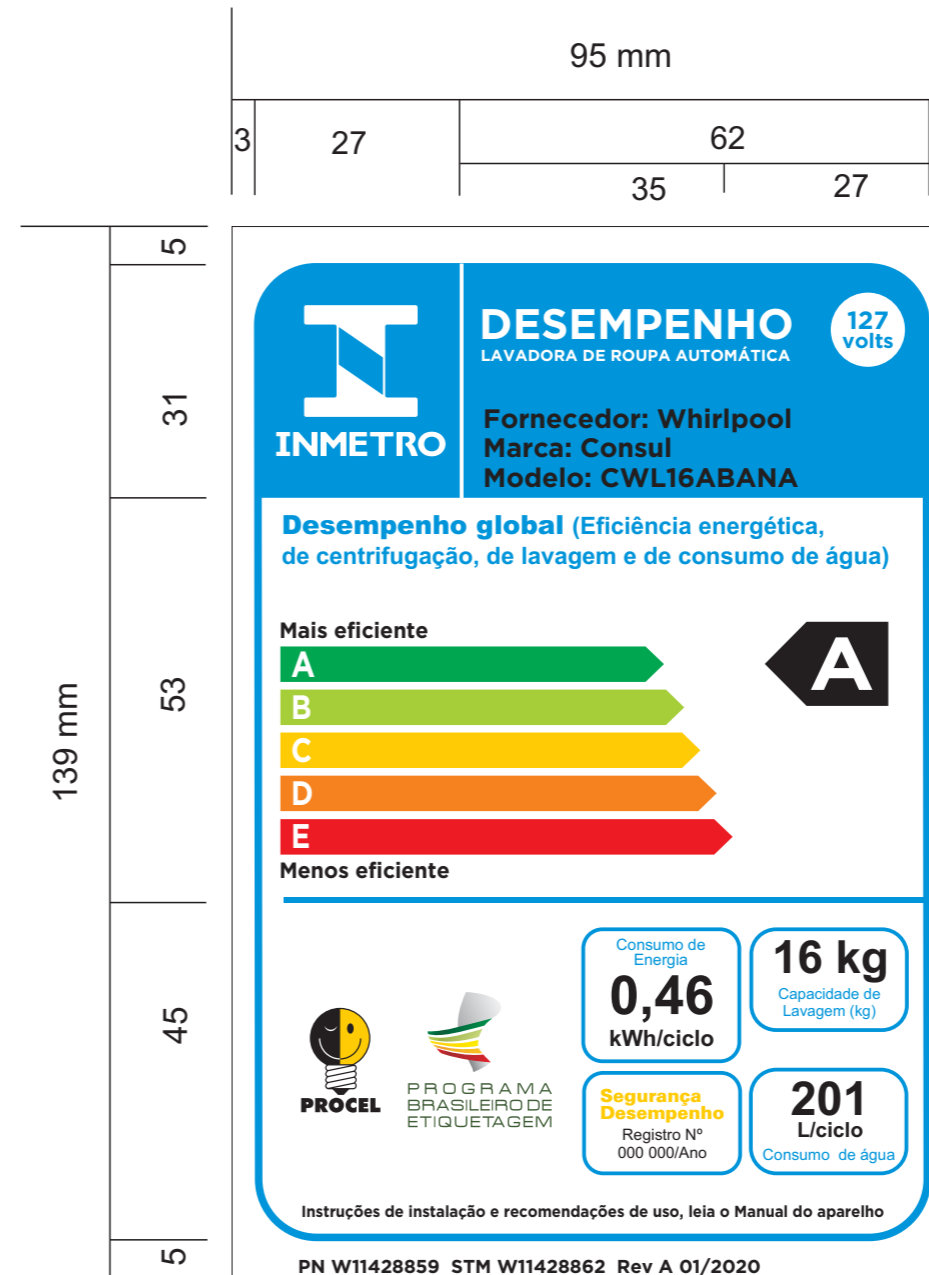 95 mm
3
27
62
35
27
5
31
139 mm
53
45
5
INMETRO
DESEMPENHO
LAVADORA DE ROUPA AUTOMÁTICA
127
volts
Fornecedor: Whirlpool
Marca: Consul
Modelo: CWL16ABANA
Desempenho global (Eficiência energética,
de centrifugação, de lavagem e de consumo de água)
Mais eficiente
A
A
B
C
D
E
Menos eficiente
Consumo de
Energia
0,46
kWh/ciclo
16 kg
Capacidade de
Lavagem (kg)
PROCEL
PROGRAMA
BRASILEIRO DE
ETIQUETAGEM
Segurança
Desempenho
Registro Nº
000 000/Ano
201
L/ciclo
Consumo de água
Instruções de instalação e recomendações de uso, leia o Manual do aparelho
PN W11428859 STM W11428862 Rev A 01/2020